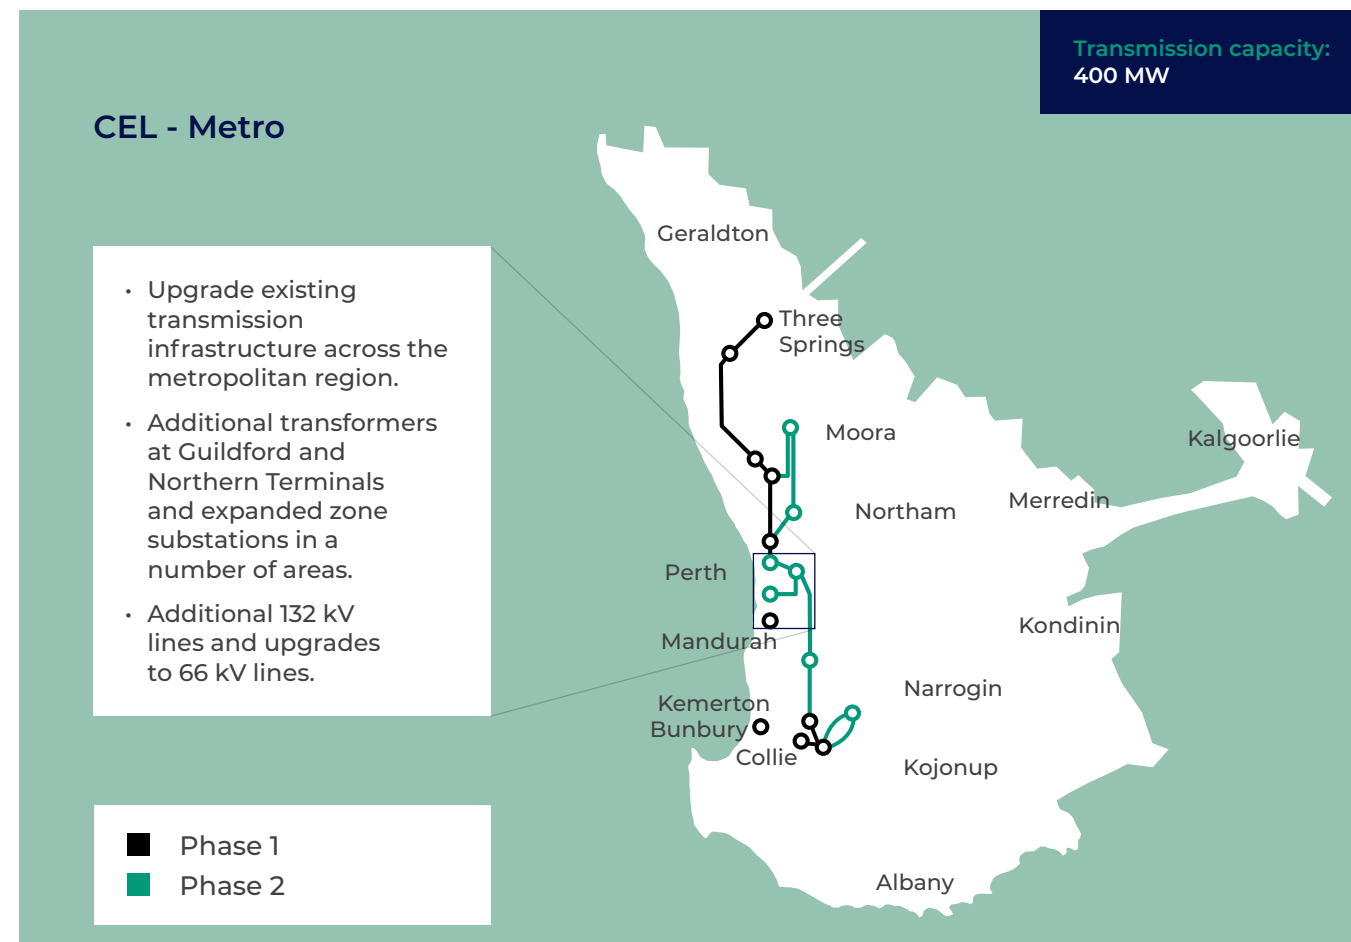 Transmission capacity:
400 MW
CEL - Metro
• Upgrade existing
transmission
infrastructure across the
metropolitan region.
• Additional transformers
at Guildford and
Northern Terminals
and expanded zone
substations in a
number of areas.
• Additional 132 kV
lines and upgrades
to 66 kV lines.
Phase 1
Phase 2
Geraldton
Three
Springs
Moora
Kalgoorlie
Merredin
Northam
Perth
Kondinin
Mandurah
Narrogin
Kemerton
Bunbury
Collie
Kojonup
Albany